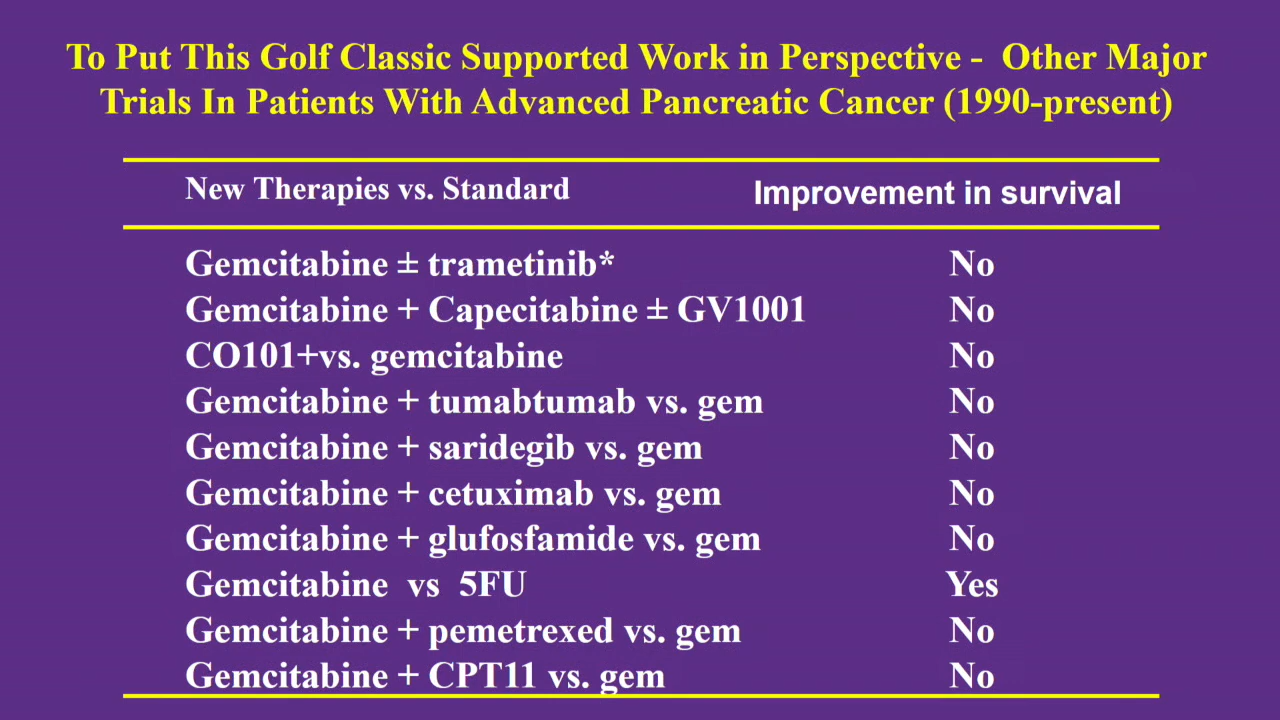 To Put This Golf Classic Supported Work in Perspective -  Other Major
Trials In Patients With Advanced Pancreatic Cancer (1990-present)
New Therapies vs. Standard Improvement in survival
Gemcitabine ± trametinib* No
Gemcitabine + Capecitabine ± GV1001 No
CO101+vs. gemcitabine No
Gemcitabine + tumabtumab vs. gem No
Gemcitabine + saridegib vs. gem No
Gemcitabine + cetuximab vs. gem No
Gemcitabine + glufosfamide vs. gem No
Gemcitabine  vs  5FU Yes
Gemcitabine + pemetrexed vs. gem No
Gemcitabine + CPT11 vs. gem No